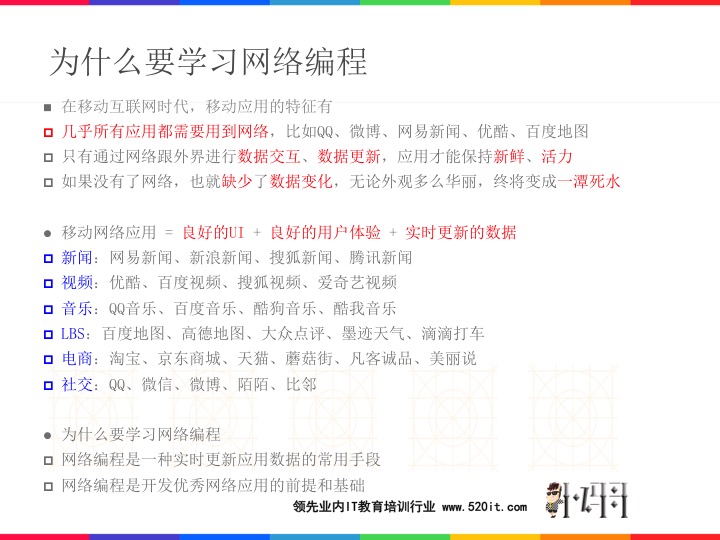 为什么要学习网络编程
在移动互联网时代，移动应用的特征有
几乎所有应用都需要用到网络，比如QQ、微博、网易新闻、优酷、百度地图
只有通过网络跟外界进行数据交互、数据更新，应用才能保持新鲜、活力
如果没有了网络，也就缺少了数据变化，无论外观多么华丽，终将变成一潭死水
移动网络应用 = 良好的UI + 良好的用户体验 + 实时更新的数据
新闻：网易新闻、新浪新闻、搜狐新闻、腾讯新闻
视频：优酷、百度视频、搜狐视频、爱奇艺视频
音乐：QQ音乐、百度音乐、酷狗音乐、酷我音乐
LBS：百度地图、高德地图、大众点评、墨迹天气、滴滴打车
电商：淘宝、京东商城、天猫、蘑菇街、凡客诚品、美丽说
社交：QQ、微信、微博、陌陌、比邻
为什么要学习网络编程
网络编程是一种实时更新应用数据的常用手段
网络编程是开发优秀网络应用的前提和基础
领先业内IT教育培训行业 www.520it.com
小码哥